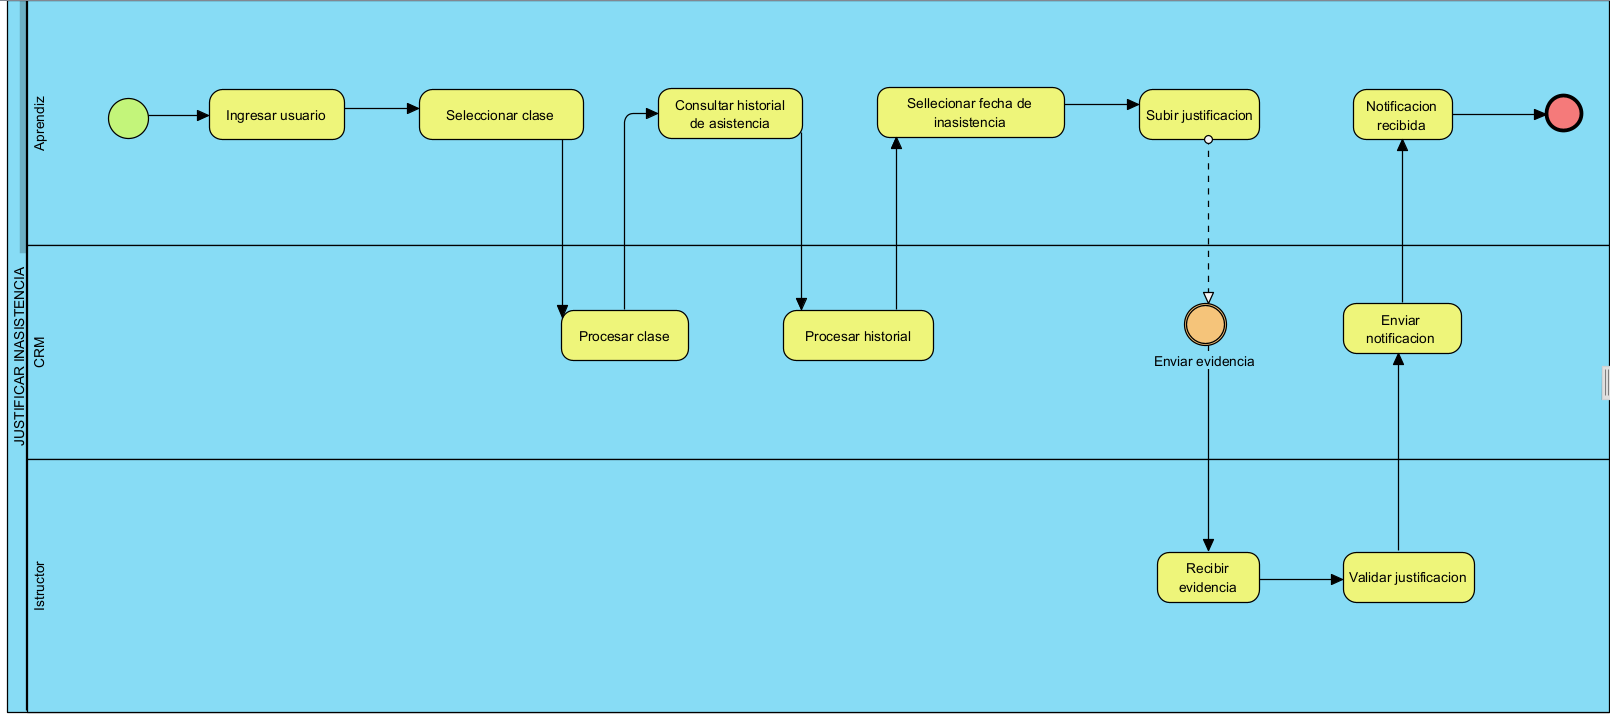 JUSTIFICAR INASISTENCIA
Aprendiz
Ingresar usuario
Seleccionar clase
Consultar historial
de asistencia
Sellecionar fecha de
inasistencia
Subir justificacion
Notificacion
recibida
CRM
Procesar clase
Procesar historial
Enviar evidencia
Enviar
notificacion
Istructor
Recibir
evidencia
Validar justificacion